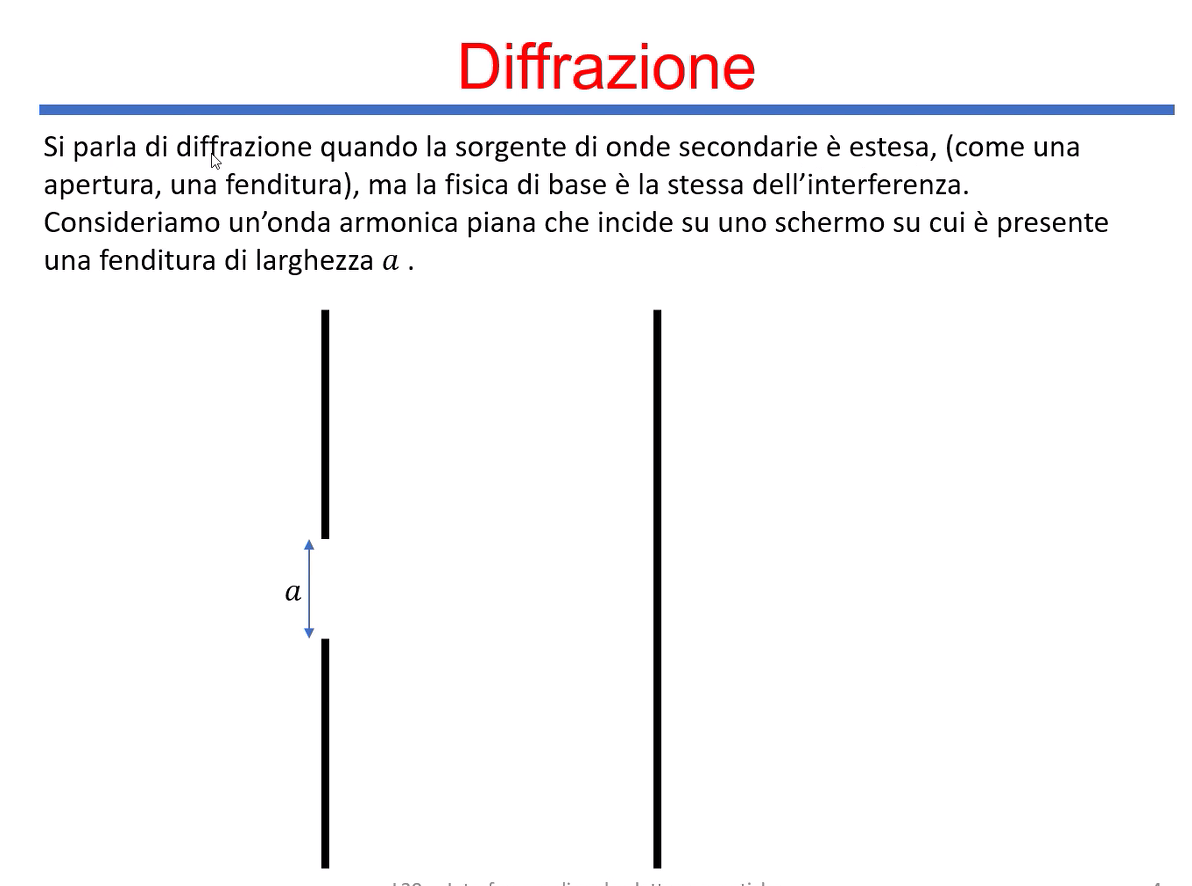 Diffrazione
Si parla di diffrazione quando la sorgente di onde secondarie è estesa, (come una
apertura, una fenditura), ma la fisica di base è la stessa dell’interferenza.
Consideriamo un’onda armonica piana che incide su uno schermo su cui è presente
una fenditura di larghezza a .
a